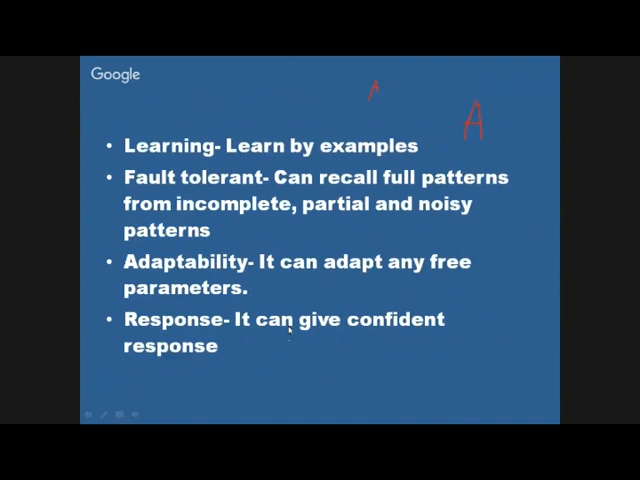 Google
A
A
• Learning- Learn by examples
• Fault tolerant- Can recall full patterns
from incomplete, partial and noisy
patterns
• Adaptability- It can adapt any free
parameters.
• Response- It can give confident
response